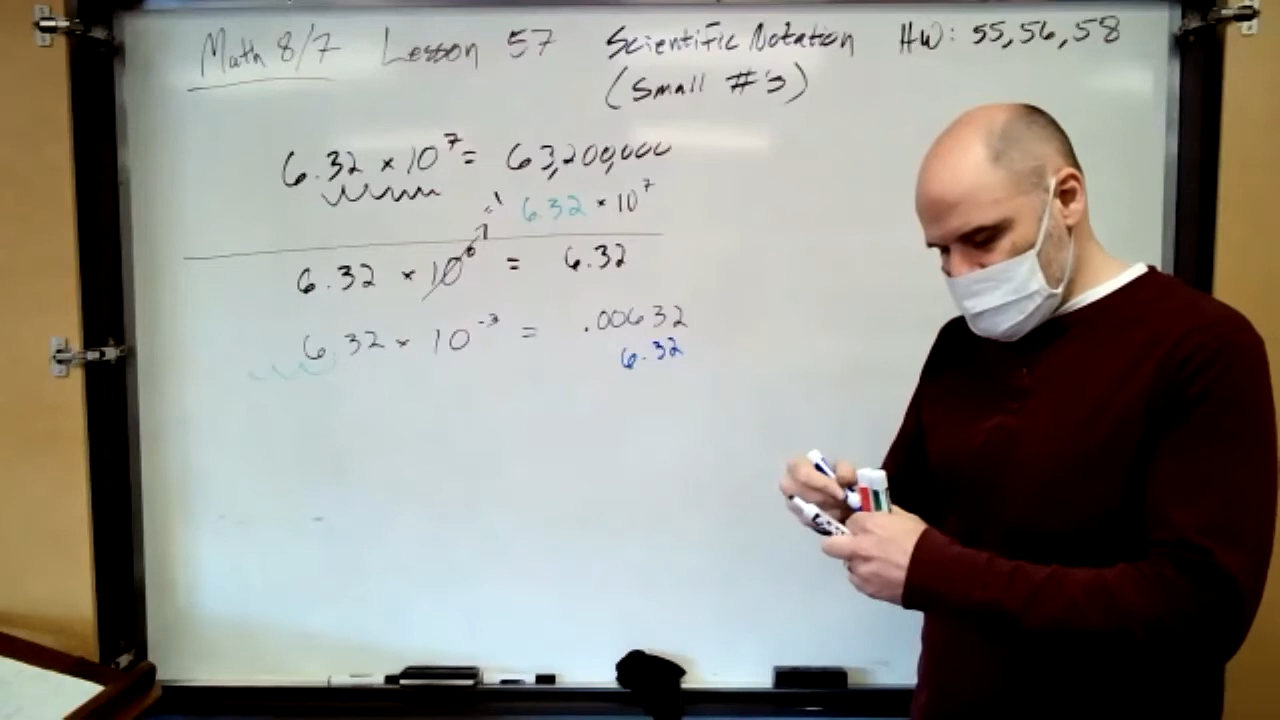 Math 8/7 Lesson 57 Scientific Notation HW: 55, 56, 58
(Small #'s)
6.32 × 10⁷ = 63,200,000
6.32 × 10⁷
1
6.32 × 10⁰ = 6.32
6.32 × 10⁻³ = .00632
6.32